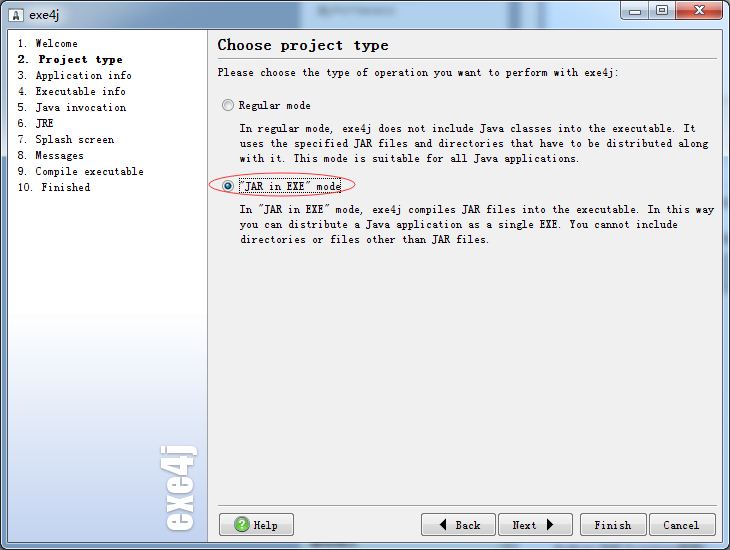 exe4j
1. Welcome
2. Project type
3. Application info
4. Executable info
5. Java invocation
6. JRE
7. Splash screen
8. Messages
9. Compile executable
10. Finished
exe4j
Choose project type
Please choose the type of operation you want to perform with exe4j:
Regular mode
In regular mode, exe4j does not include Java classes into the executable. It
uses the specified JAR files and directories that have to be distributed along
with it. This mode is suitable for all Java applications.
"JAR in EXE" mode
In "JAR in EXE" mode, exe4j compiles JAR files into the executable. In this way
you can distribute a Java application as a single EXE. You cannot include
directories or files other than JAR files.
Help
Back
Next
Finish
Cancel